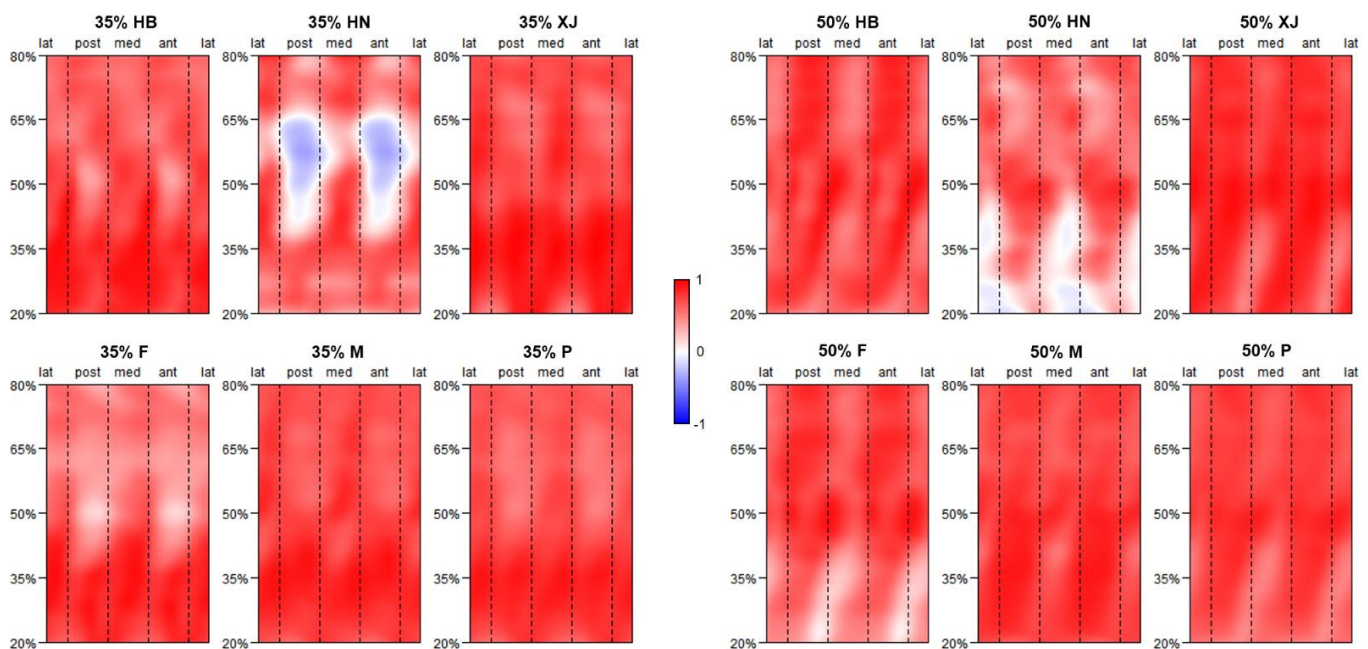 35% HB 35% HN 35% XJ 50% HB 50% HN 50% XJ
lat post med ant lat lat post med ant lat lat post med ant lat lat post med ant lat lat post med ant lat lat post med ant lat
80% 80% 80% 80% 80% 80%
65% 65% 65% 65% 65% 65%
50% 50% 50% 50% 50% 50%
35% 35% 35% 35% 35% 35%
20% 20% 20% 20% 20% 20%
1
0
-1
35% F 35% M 35% P 50% F 50% M 50% P
lat post med ant lat lat post med ant lat lat post med ant lat lat post med ant lat lat post med ant lat lat post med ant lat
80% 80% 80% 80% 80% 80%
65% 65% 65% 65% 65% 65%
50% 50% 50% 50% 50% 50%
35% 35% 35% 35% 35% 35%
20% 20% 20% 20% 20% 20%